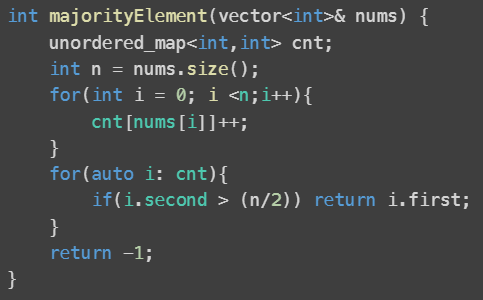 int majorityElement(vector<int>& nums) {
    unordered_map<int,int> cnt;
    int n = nums.size();
    for(int i = 0; i <n;i++){
        cnt[nums[i]]++;
    }
    for(auto i: cnt){
        if(i.second > (n/2)) return i.first;
    }
    return -1;
}